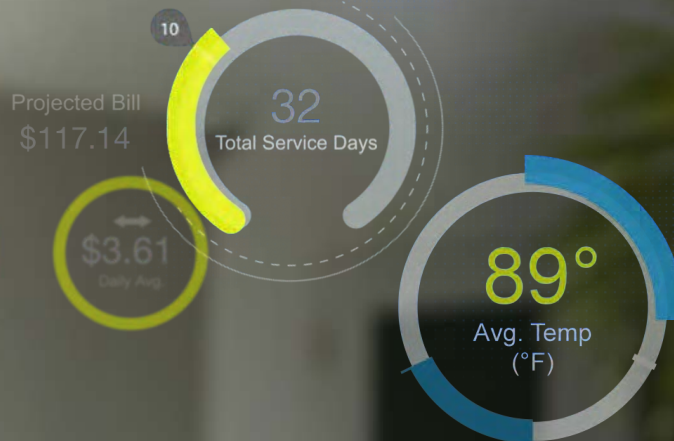 10
Projected Bill
$117.14
32
Total Service Days
$3.61
Daily Avg.
89°
Avg. Temp
(°F)